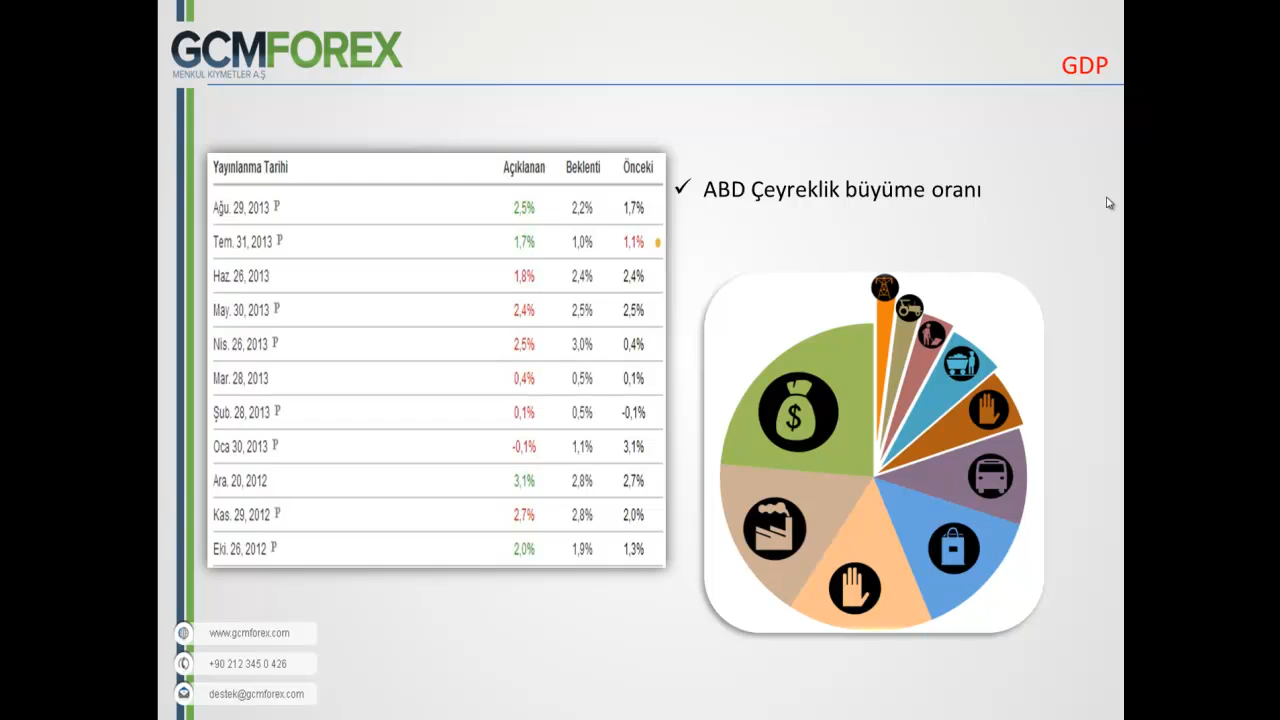 GCMFOREX
MENKUL KIYMETLER A.Ş
GDP
Yayınlanma Tarihi Açıklanan Beklenti Önceki
Ağu. 29, 2013 P 2,5% 2,2% 1,7%
Tem. 31, 2013 P 1,7% 1,0% 1,1%
Haz. 26, 2013 1,8% 2,4% 2,4%
May. 30, 2013 P 2,4% 2,5% 2,5%
Nis. 26, 2013 P 2,5% 3,0% 0,4%
Mar. 28, 2013 0,4% 0,5% 0,1%
Şub. 28, 2013 P 0,1% 0,5% -0,1%
Oca 30, 2013 P -0,1% 1,1% 3,1%
Ara. 20, 2012 3,1% 2,8% 2,7%
Kas. 29, 2012 P 2,7% 2,8% 2,0%
Eki. 26, 2012 P 2,0% 1,9% 1,3%
✓ ABD Çeyreklik büyüme oranı
$
www.gcmforex.com
+90 212 345 0 426
destek@gcmforex.com